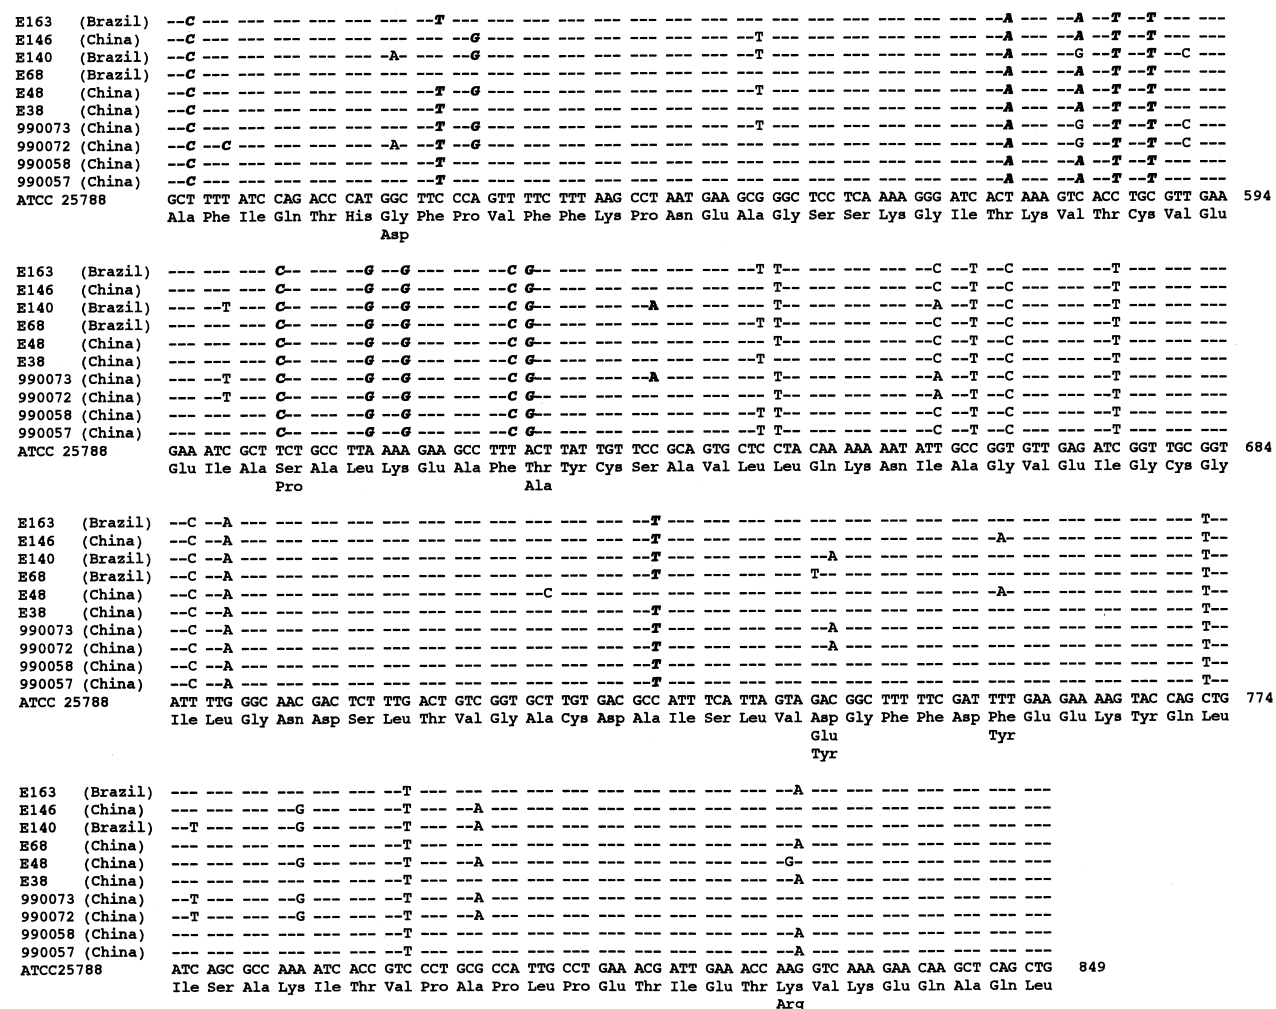 E163 (Brazil) --C --- --- --- --- --- --- --T --- --- --- --- --- --- --- --- --- --- --- --- --- --- --- --A --- --A --T --T --- ---
E146 (China) --C --- --- --- --- --- --- --- --G --- --- --- --- --- --- --- --T --- --- --- --- --- --- --A --- --A --T --T --- ---
E140 (Brazil) --C --- --- --- --- --- -A- --- --G --- --- --- --- --- --- --- --T --- --- --- --- --- --- --A --- --G --T --T --C ---
E68 (Brazil) --C --- --- --- --- --- --- --- --- --- --- --- --- --- --- --- --- --- --- --- --- --- --- --A --- --A --T --T --- ---
E48 (China) --C --- --- --- --- --- --- --T --G --- --- --- --- --- --- --- --T --- --- --- --- --- --- --A --- --A --T --T --- ---
E38 (China) --C --- --- --- --- --- --- --T --- --- --- --- --- --- --- --- --- --- --- --- --- --- --- --A --- --A --T --T --- ---
990073 (China) --C --- --- --- --- --- --- --T --G --- --- --- --- --- --- --- --T --- --- --- --- --- --- --A --- --G --T --T --C ---
990072 (China) --C --C --- --- --- --- -A- --T --G --- --- --- --- --- --- --- --- --- --- --- --- --- --- --A --- --G --T --T --C ---
990058 (China) --C --- --- --- --- --- --- --T --- --- --- --- --- --- --- --- --- --- --- --- --- --- --- --A --- --A --T --T --- ---
990057 (China) --C --- --- --- --- --- --- --T --- --- --- --- --- --- --- --- --- --- --- --- --- --- --- --A --- --A --T --T --- ---
ATCC 25788 GCT TTT ATC CAG ACC CAT GGC TTC CCA GTT TTC TTT AAG CCT AAT GAA GCG GGC TCC TCA AAA GGG ATC ACT AAA GTC ACC TGC GTT GAA 594
Ala Phe Ile Gln Thr His Gly Phe Pro Val Phe Phe Lys Pro Asn Glu Ala Gly Ser Ser Lys Gly Ile Thr Lys Val Thr Cys Val Glu
Asp
E163 (Brazil) --- --- --- C-- --- --G --G --- --- --C G-- --- --- --- --- --- --T T-- --- --- --- --C --T --C --- --- --T --- --- ---
E146 (China) --- --- --- C-- --- --G --G --- --- --C G-- --- --- --- --- --- --- T-- --- --- --- --C --T --C --- --- --T --- --- ---
E140 (Brazil) --- --T --- C-- --- --G --G --- --- --C G-- --- --- --A --- --- --- T-- --- --- --- --A --T --C --- --- --T --- --- ---
E68 (Brazil) --- --- --- C-- --- --G --G --- --- --C G-- --- --- --- --- --- --T T-- --- --- --- --C --T --C --- --- --T --- --- ---
E48 (China) --- --- --- C-- --- --G --G --- --- --C G-- --- --- --- --- --- --- T-- --- --- --- --C --T --C --- --- --T --- --- ---
E38 (China) --- --- --- C-- --- --G --G --- --- --C G-- --- --- --- --- --- --T T-- --- --- --- --C --T --C --- --- --T --- --- ---
990073 (China) --- --T --- C-- --- --G --G --- --- --C G-- --- --- --A --- --- --- T-- --- --- --- --A --T --C --- --- --T --- --- ---
990072 (China) --- --T --- C-- --- --G --G --- --- --C G-- --- --- --- --- --- --- T-- --- --- --- --A --T --C --- --- --T --- --- ---
990058 (China) --- --- --- C-- --- --G --G --- --- --C G-- --- --- --- --- --- --T T-- --- --- --- --C --T --C --- --- --T --- --- ---
990057 (China) --- --- --- C-- --- --G --G --- --- --C G-- --- --- --- --- --- --T T-- --- --- --- --C --T --C --- --- --T --- --- ---
ATCC 25788 GAA ATC GCT TCT GCC TTA AAA GAA GCC TTT ACT TAT TGT TCC GCA GTG CTC CTA CAA AAA AAT ATT GCC GGT GTT GAG ATC GGT TGC GGT 684
Glu Ile Ala Ser Ala Leu Lys Glu Ala Phe Thr Tyr Cys Ser Ala Val Leu Leu Gln Lys Asn Ile Ala Gly Val Glu Ile Gly Cys Gly
Pro Ala
E163 (Brazil) --C --A --- --- --- --- --- --- --- --- --- --- --- --T --- --- --- --- --- --- --- --- --- --- --- --- --- --- --- T--
E146 (China) --C --A --- --- --- --- --- --- --- --- --- --- --- --T --- --- --- --- --- --- --- --- --- -A- --- --- --- --- --- T--
E140 (Brazil) --C --A --- --- --- --- --- --- --- --- --- --- --- --T --- --- --- --- --A --- --- --- --- --- --- --- --- --- --- T--
E68 (Brazil) --C --A --- --- --- --- --- --- --- --- --- --- --- --T --- --- --- --- T-- --- --- --- --- --- --- --- --- --- --- T--
E48 (China) --C --A --- --- --- --- --- --- --- --- --C --- --- --- --- --- --- --- --- --- --- --- --- -A- --- --- --- --- --- T--
E38 (China) --C --A --- --- --- --- --- --- --- --- --- --- --- --T --- --- --- --- --- --- --- --- --- --- --- --- --- --- --- T--
990073 (China) --C --A --- --- --- --- --- --- --- --- --- --- --- --T --- --- --- --- --A --- --- --- --- --- --- --- --- --- --- T--
990072 (China) --C --A --- --- --- --- --- --- --- --- --- --- --- --T --- --- --- --- --A --- --- --- --- --- --- --- --- --- --- T--
990058 (China) --C --A --- --- --- --- --- --- --- --- --- --- --- --T --- --- --- --- --- --- --- --- --- --- --- --- --- --- --- T--
990057 (China) --C --A --- --- --- --- --- --- --- --- --- --- --- --T --- --- --- --- --- --- --- --- --- --- --- --- --- --- --- T--
ATCC 25788 ATT TTG GGC AAC GAC TCT TTG ACT GTC GGT GCT TGT GAC GCC ATT TCA TTA GTA GAC GGC TTT TTC GAT TTT GAA GAA AAG TAC CAG CTG 774
Ile Leu Gly Asn Asp Ser Leu Thr Val Gly Ala Cys Asp Ala Ile Ser Leu Val Asp Gly Phe Phe Asp Phe Glu Glu Lys Tyr Gln Leu
Glu Tyr
Tyr
E163 (Brazil) --- --- --- --- --- --- --T --- --- --- --- --- --- --- --- --- --- --A --- --- --- --- --- --- ---
E146 (China) --- --- --- --G --- --- --T --- --A --- --- --- --- --- --- --- --- --- --- --- --- --- --- --- ---
E140 (Brazil) --T --- --- --G --- --- --T --- --A --- --- --- --- --- --- --- --- --- --- --- --- --- --- --- ---
E68 (China) --- --- --- --- --- --- --T --- --- --- --- --- --- --- --- --- --- --A --- --- --- --- --- --- ---
E48 (China) --- --- --- --G --- --- --T --- --A --- --- --- --- --- --- --- --- -G- --- --- --- --- --- --- ---
E38 (China) --- --- --- --- --- --- --T --- --- --- --- --- --- --- --- --- --- --A --- --- --- --- --- --- ---
990073 (China) --T --- --- --G --- --- --T --- --A --- --- --- --- --- --- --- --- --- --- --- --- --- --- --- ---
990072 (China) --T --- --- --G --- --- --T --- --A --- --- --- --- --- --- --- --- --- --- --- --- --- --- --- ---
990058 (China) --- --- --- --- --- --- --T --- --- --- --- --- --- --- --- --- --- --A --- --- --- --- --- --- ---
990057 (China) --- --- --- --- --- --- --T --- --- --- --- --- --- --- --- --- --- --A --- --- --- --- --- --- ---
ATCC25788 ATC AGC GCC AAA ATC ACC GTC CCT GCG CCA TTG CCT GAA ACG ATT GAA ACC AAG GTC AAA GAA CAA GCT CAG CTG 849
Ile Ser Ala Lys Ile Thr Val Pro Ala Pro Leu Pro Glu Thr Ile Glu Thr Lys Val Lys Glu Gln Ala Gln Leu
Arg